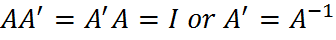 AA′ = A′A = I or A′ = A⁻¹